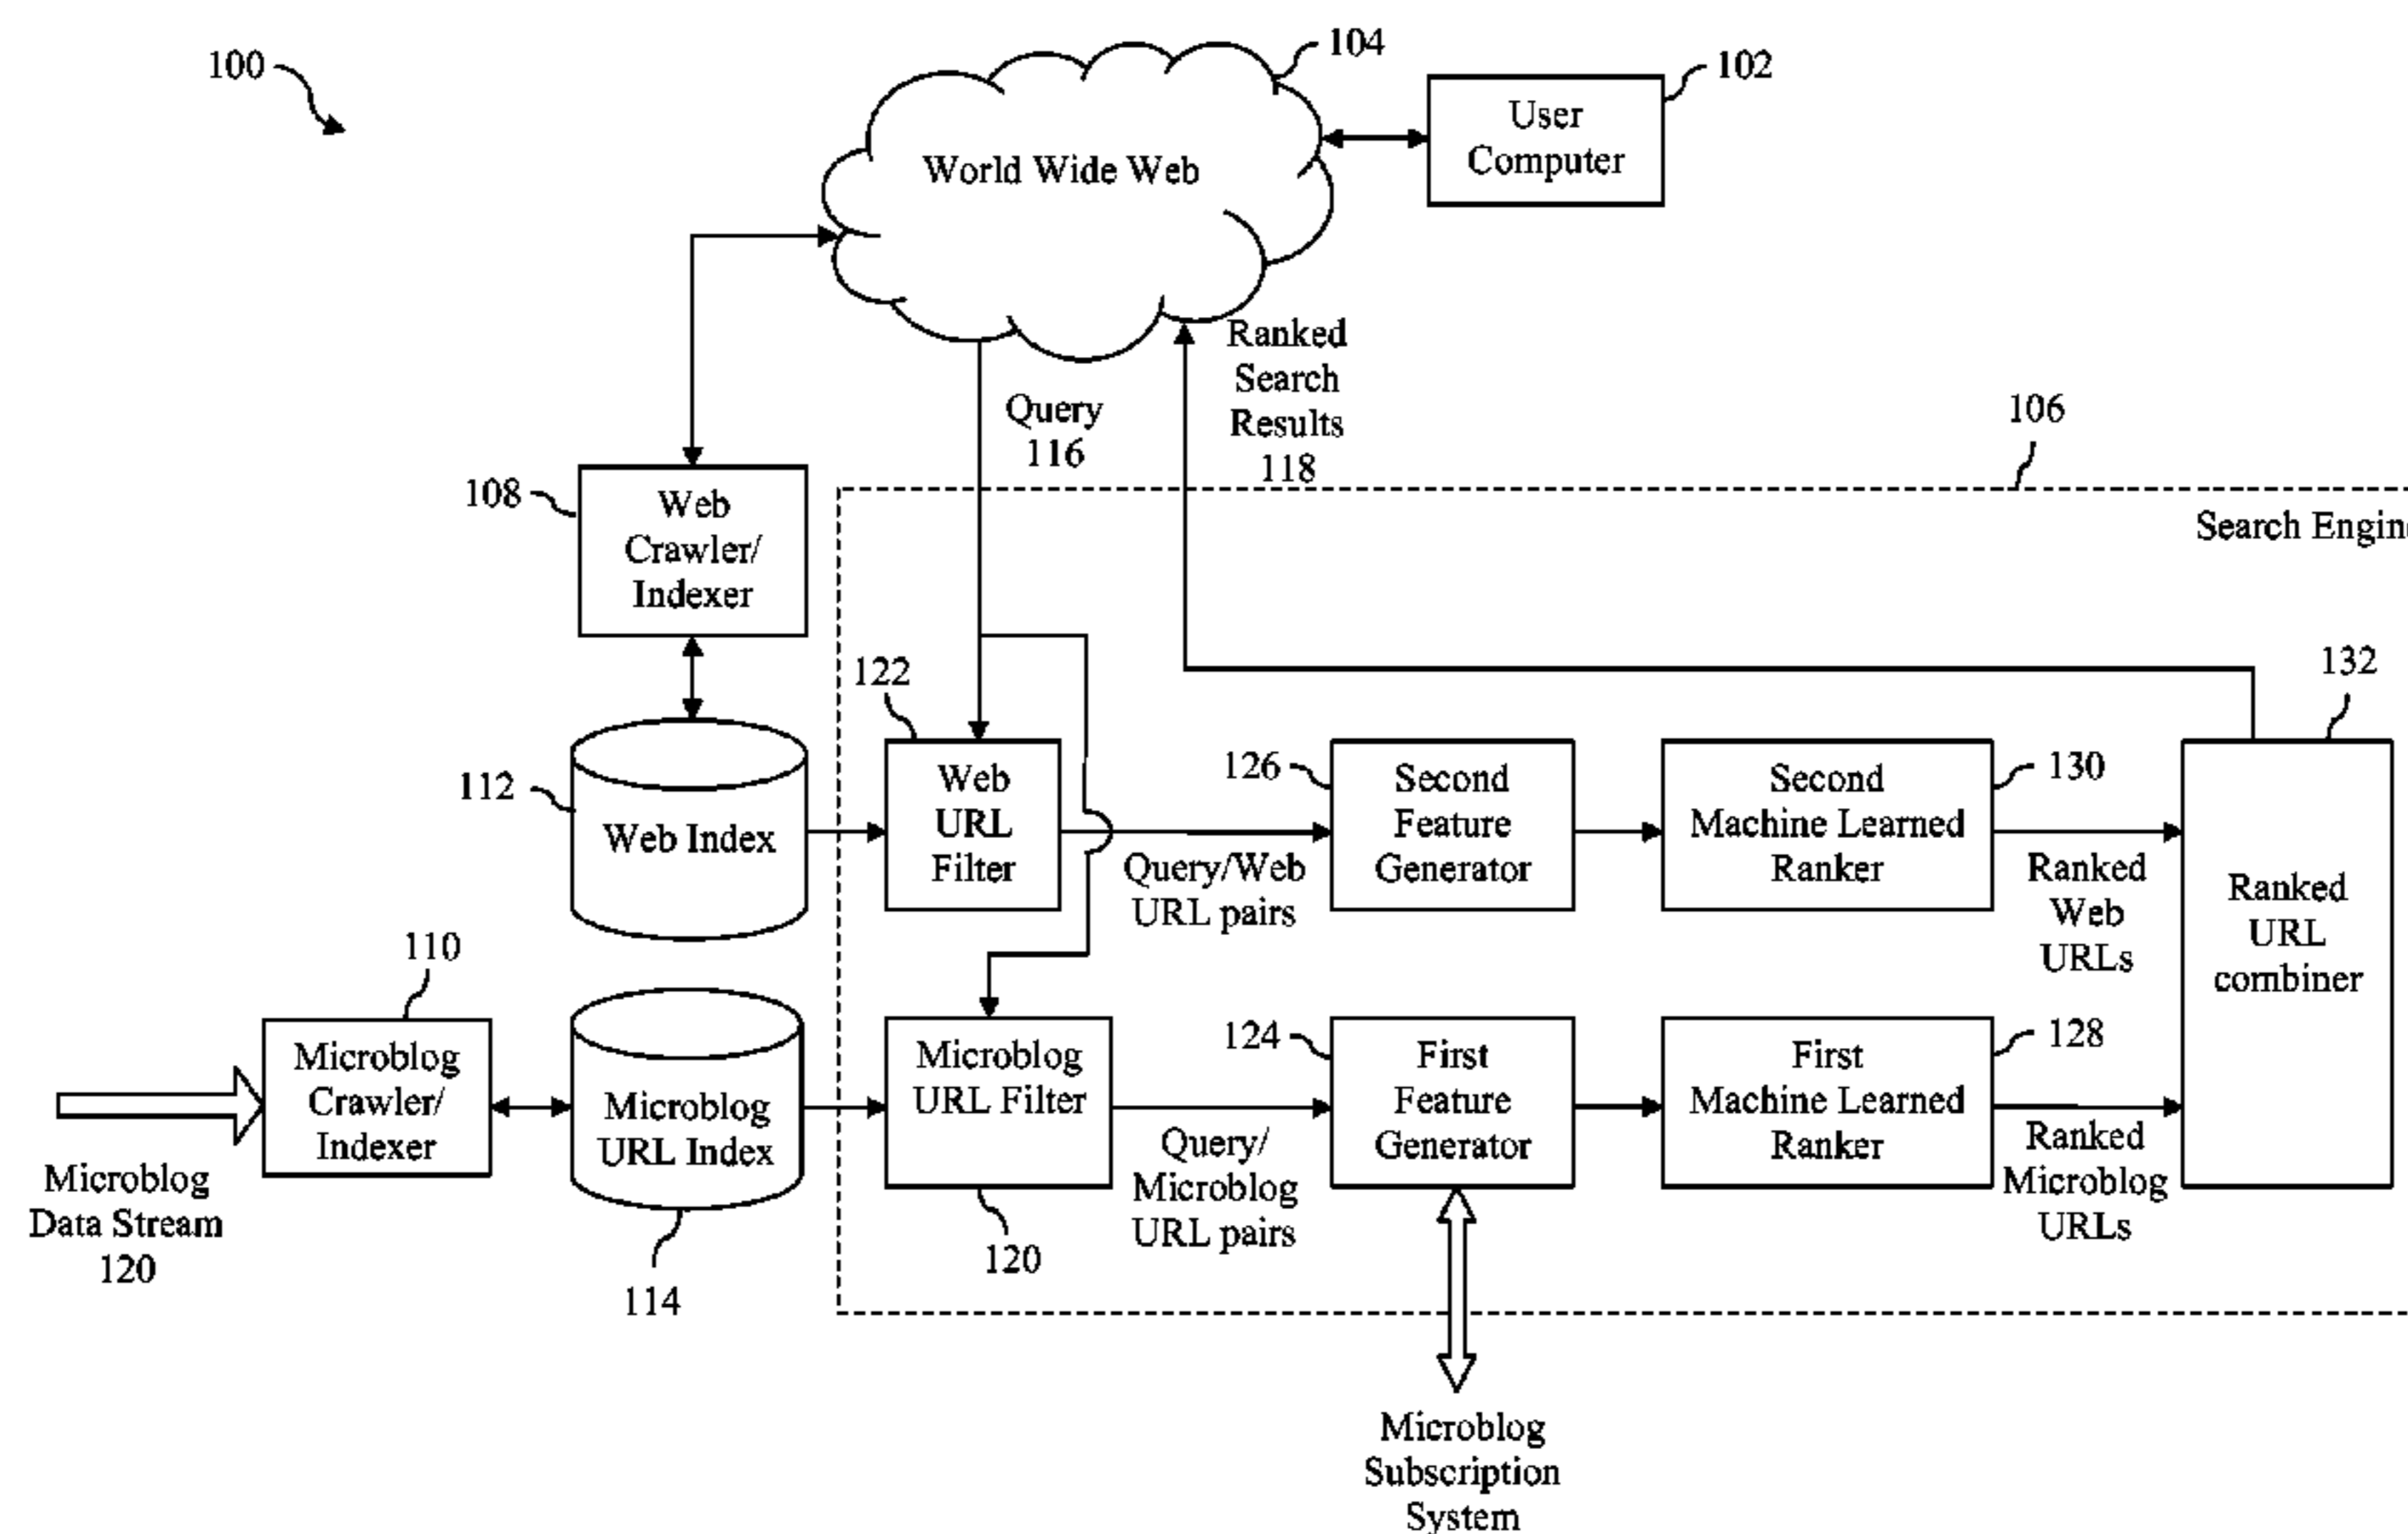 100
104
102
User
Computer
World Wide Web
Ranked
Search
Results
118
Query
116
106
Search Engin
108
Web
Crawler/
Indexer
122
132
112
Web Index
Web
URL
Filter
Query/Web
URL pairs
126
Second
Feature
Generator
Second
Machine Learned
Ranker
130
Ranked
Web
URLs
Ranked
URL
combiner
110
Microblog
Crawler/
Indexer
Microblog
Data Stream
120
Microblog
URL Index
114
Microblog
URL Filter
120
Query/
Microblog
URL pairs
124
First
Feature
Generator
First
Machine Learned
Ranker
128
Ranked
Microblog
URLs
Microblog
Subscription
System